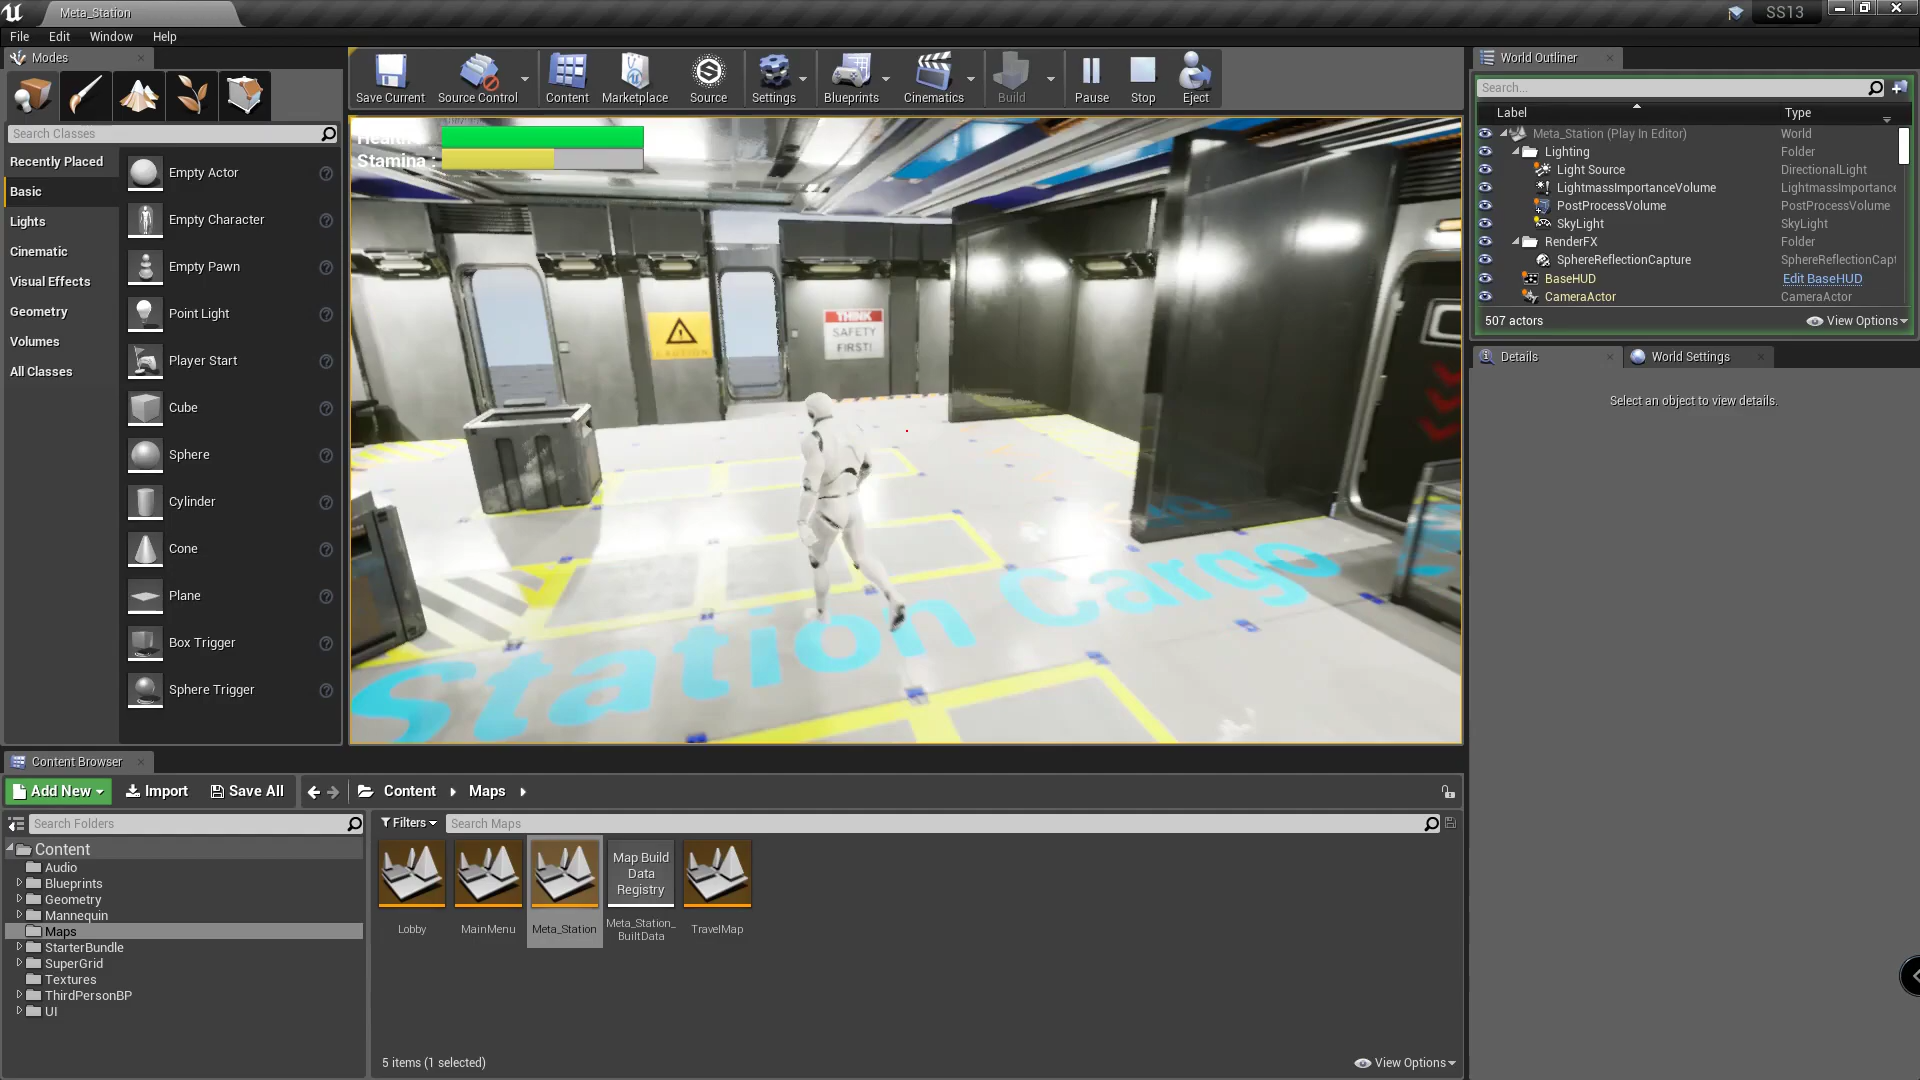 Meta_Station
SS13
File Edit Window Help
Modes
Search Classes
Recently Placed
Basic
Lights
Cinematic
Visual Effects
Geometry
Volumes
All Classes
Empty Actor
Empty Character
Empty Pawn
Point Light
Player Start
Cube
Sphere
Cylinder
Cone
Plane
Box Trigger
Sphere Trigger
Save Current Source Control Content Marketplace Source Settings Blueprints Cinematics Build Pause Stop Eject
Stamina :
CAUTION
THINK
SAFETY
FIRST!
Station Cargo
World Outliner
Search...
Label Type
Meta_Station (Play In Editor) World
Lighting Folder
Light Source DirectionalLight
LightmassImportanceVolume LightmassImportance
PostProcessVolume PostProcessVolume
SkyLight SkyLight
RenderFX Folder
SphereReflectionCapture SphereReflectionCapt
BaseHUD Edit BaseHUD
CameraActor CameraActor
507 actors View Options
Details World Settings
Select an object to view details.
Content Browser
Add New Import Save All Content Maps
Search Folders
Filters Search Maps
Content
Audio
Blueprints
Geometry
Mannequin
Maps
StarterBundle
SuperGrid
Textures
ThirdPersonBP
UI
Map Build
Data
Registry
Lobby MainMenu Meta_Station Meta_Station_
BuiltData TravelMap
5 items (1 selected) View Options